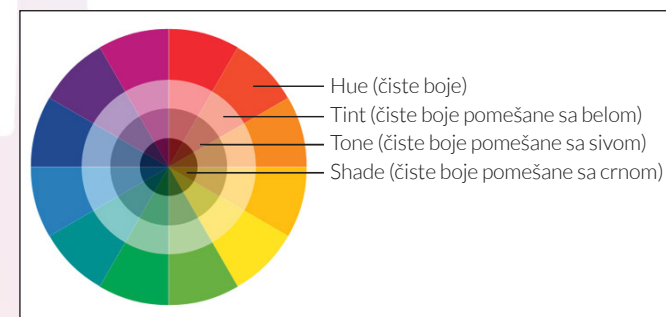 Hue (čiste boje)
Tint (čiste boje pomešane sa belom)
Tone (čiste boje pomešane sa sivom)
Shade (čiste boje pomešane sa crnom)